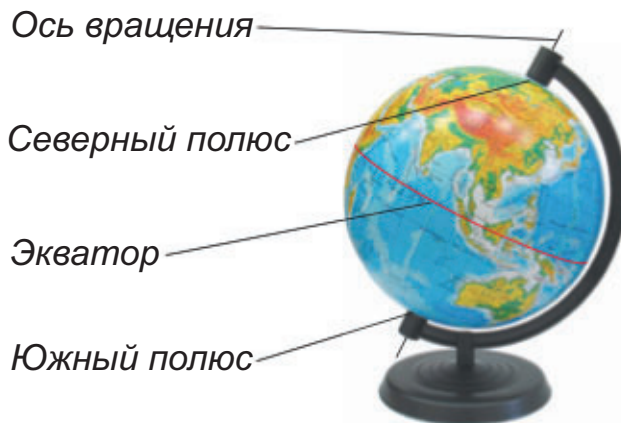 Ось вращения
Северный полюс
Экватор
Южный полюс